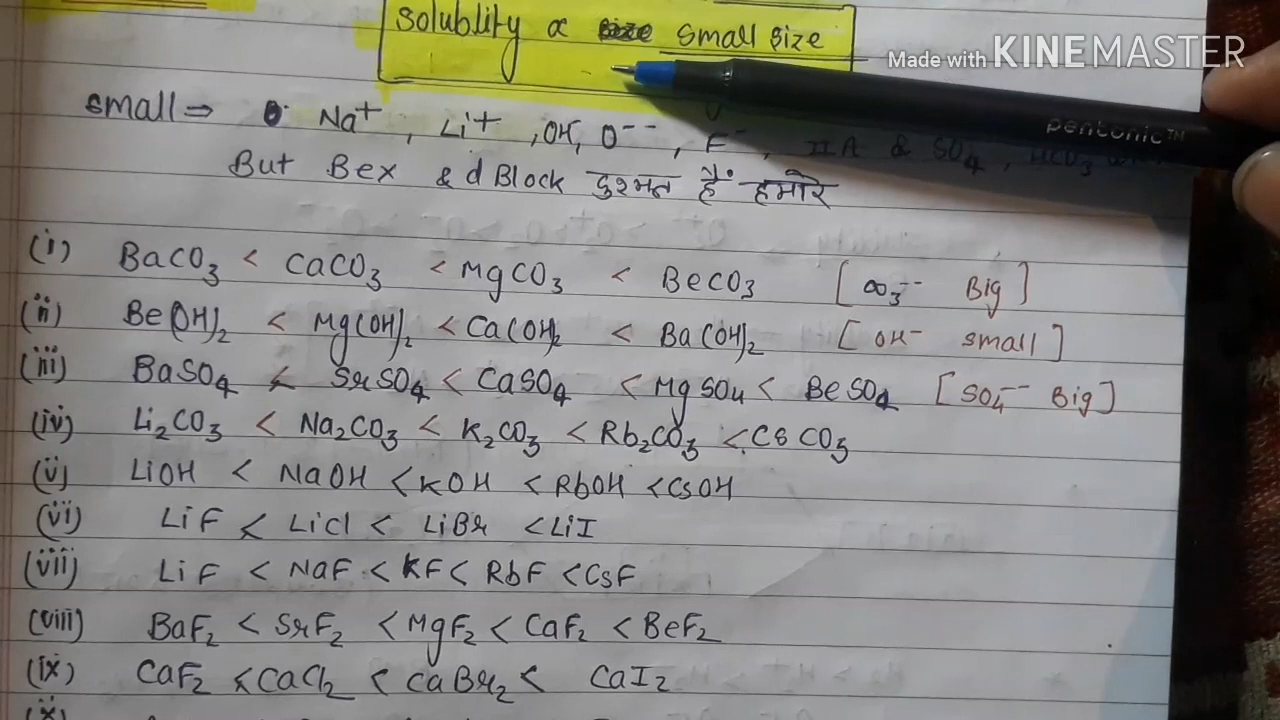 Solublity ∝ small size
Made with KINEMASTER
pentonic™
small ⇒ Na⁺, Li⁺, OH, O⁻⁻, F⁻, IIA & SO₄, HCO₃
But Bex & d Block दुश्मन हैं हमारे
(i) BaCO₃ < CaCO₃ < MgCO₃ < BeCO₃ [CO₃⁻⁻ Big]
(ii) Be(OH)₂ < Mg(OH)₂ < Ca(OH)₂ < Ba(OH)₂ [OH⁻ small]
(iii) BaSO₄ < SrSO₄ < CaSO₄ < MgSO₄ < BeSO₄ [SO₄⁻⁻ Big]
(iv) Li₂CO₃ < Na₂CO₃ < K₂CO₃ < Rb₂CO₃ < CsCO₃
(v) LiOH < NaOH < KOH < RbOH < CsOH
(vi) LiF < LiCl < LiBr < LiI
(vii) LiF < NaF < KF < RbF < CsF
(viii) BaF₂ < SrF₂ < MgF₂ < CaF₂ < BeF₂
(ix) CaF₂ < CaCl₂ < CaBr₂ < CaI₂
(x)